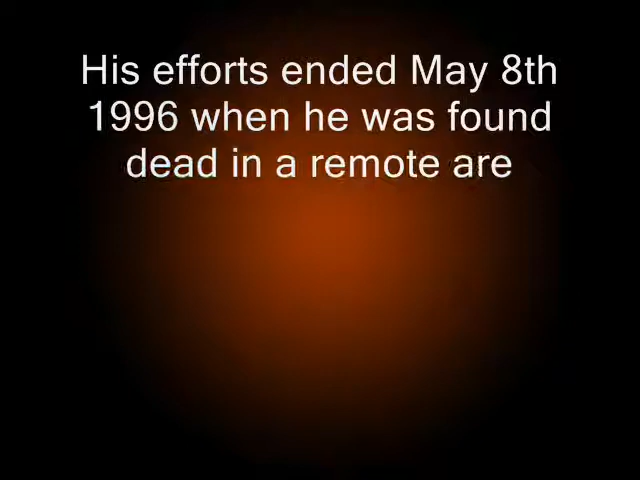 His efforts ended May 8th
1996 when he was found
dead in a remote are